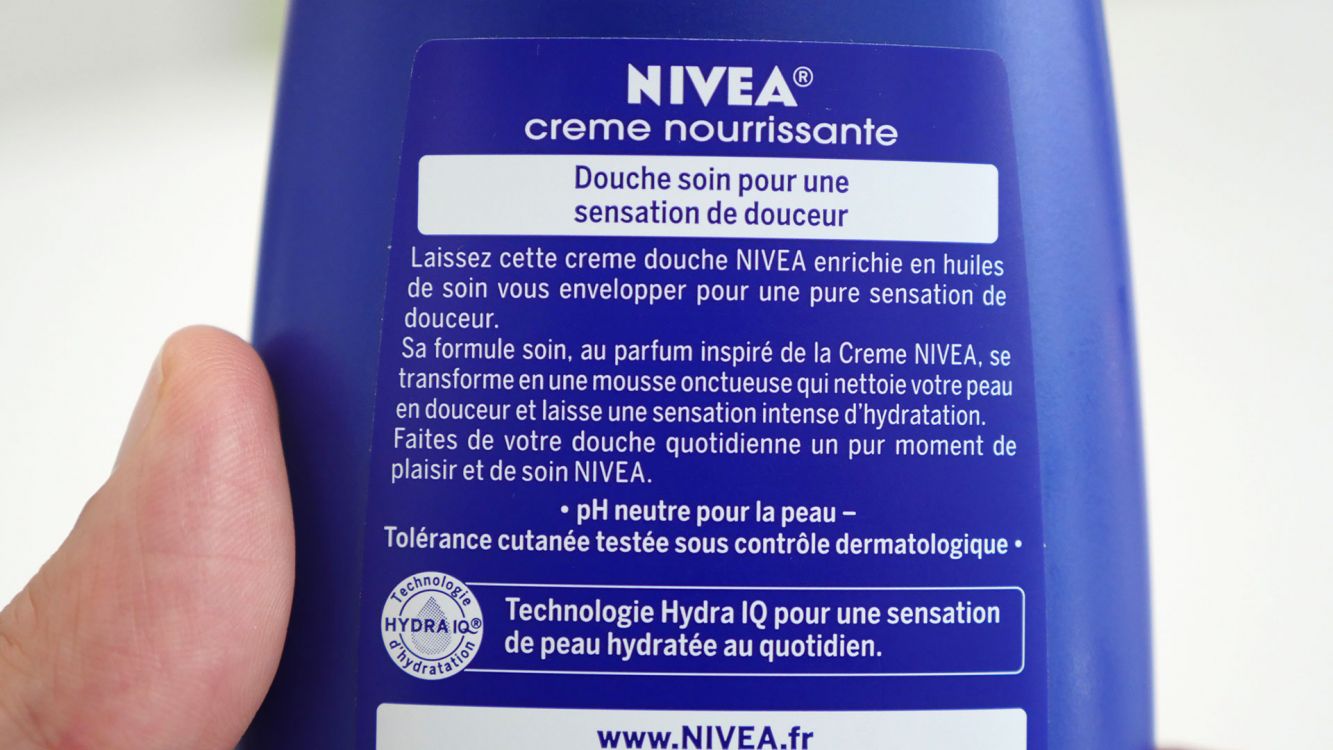 NIVEA®
creme nourrissante
Douche soin pour une
sensation de douceur
Laissez cette creme douche NIVEA enrichie en huiles
de soin vous envelopper pour une pure sensation de
douceur.
Sa formule soin, au parfum inspiré de la Creme NIVEA, se
transforme en une mousse onctueuse qui nettoie votre peau
en douceur et laisse une sensation intense d'hydratation.
Faites de votre douche quotidienne un pur moment de
plaisir et de soin NIVEA.
• pH neutre pour la peau –
Tolérance cutanée testée sous contrôle dermatologique •
Technologie
HYDRA IQ®
d'hydratation
Technologie Hydra IQ pour une sensation
de peau hydratée au quotidien.
www.NIVEA.fr